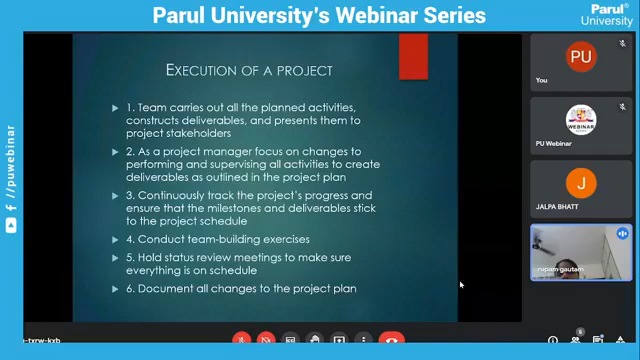 Parul University's Webinar Series
Parul®
University
/puwebinar
EXECUTION OF A PROJECT
1. Team carries out all the planned activities,
constructs deliverables, and presents them to
project stakeholders
2. As a project manager focus on changes to
performing and supervising all activities to create
deliverables as outlined in the project plan
3. Continuously track the project's progress and
ensure that the milestones and deliverables stick
to the project schedule
4. Conduct team-building exercises
5. Hold status review meetings to make sure
everything is on schedule
6. Document all changes to the project plan
PU
You
WEBINAR
PU Webinar
J
JALPA BHATT
rupam gautam
-txrw-kxb